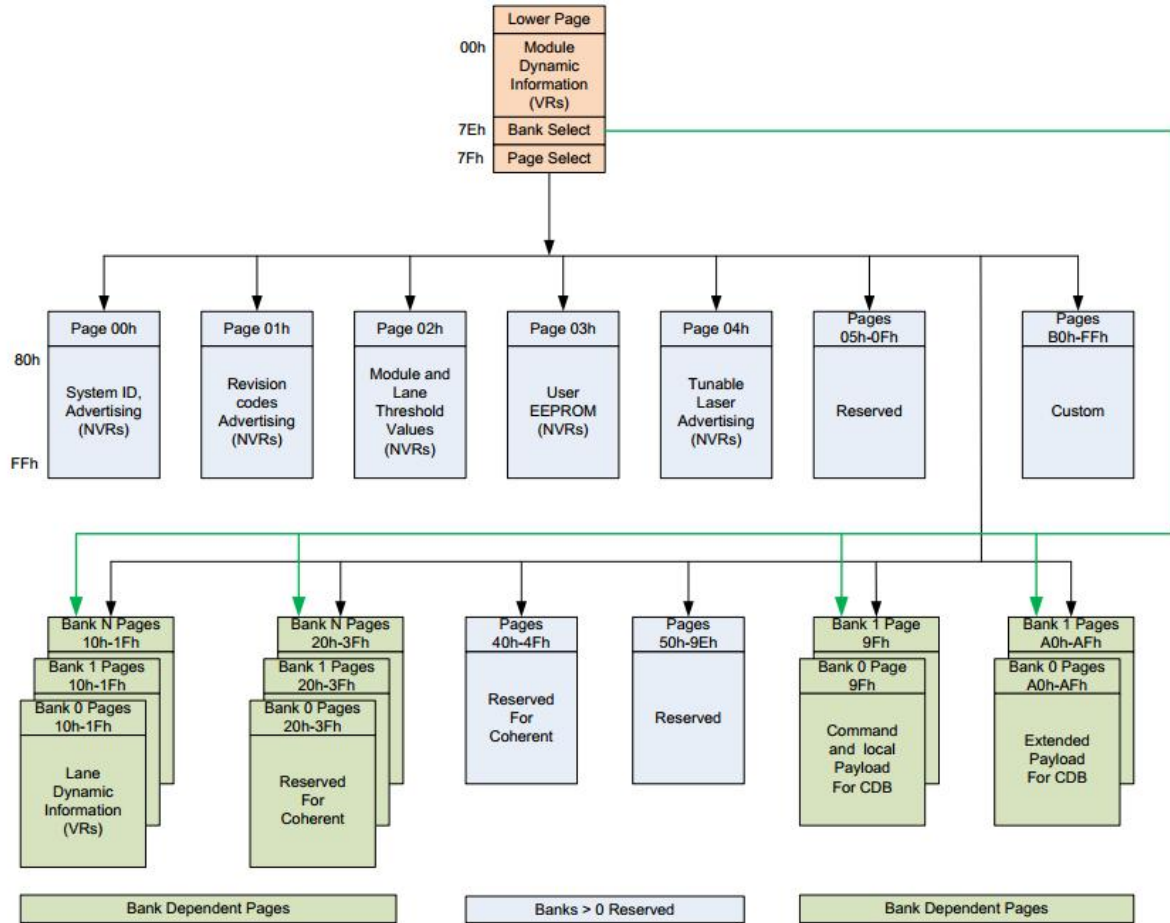 Lower Page
00h
Module
Dynamic
Information
(VRs)
7Eh
Bank Select
7Fh
Page Select
Page 00h
80h
System ID,
Advertising
(NVRs)
FFh
Page 01h
Revision
codes
Advertising
(NVRs)
Page 02h
Module and
Lane
Threshold
Values
(NVRs)
Page 03h
User
EEPROM
(NVRs)
Page 04h
Tunable
Laser
Advertising
(NVRs)
Pages
05h-0Fh
Reserved
Pages
B0h-FFh
Custom
Bank N Pages
10h-1Fh
Bank 1 Pages
10h-1Fh
Bank 0 Pages
10h-1Fh
Lane
Dynamic
Information
(VRs)
Bank N Pages
20h-3Fh
Bank 1 Pages
20h-3Fh
Bank 0 Pages
20h-3Fh
Reserved
For
Coherent
Pages
40h-4Fh
Reserved
For
Coherent
Pages
50h-9Eh
Reserved
Bank 1 Page
9Fh
Bank 0 Page
9Fh
Command
and local
Payload
For CDB
Bank 1 Pages
A0h-AFh
Bank 0 Pages
A0h-AFh
Extended
Payload
For CDB
Bank Dependent Pages
Banks > 0 Reserved
Bank Dependent Pages